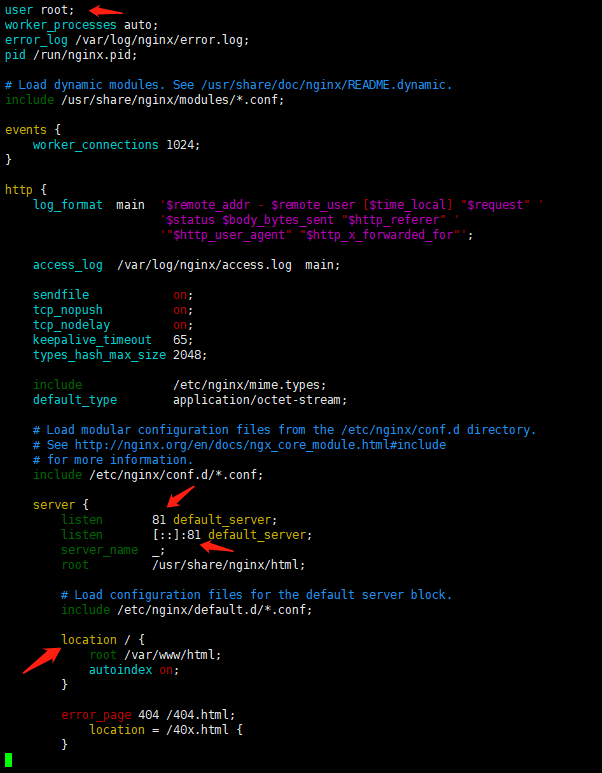 user root;
worker_processes auto;
error_log /var/log/nginx/error.log;
pid /run/nginx.pid;
# Load dynamic modules. See /usr/share/doc/nginx/README.dynamic.
include /usr/share/nginx/modules/*.conf;
events {
    worker_connections 1024;
}
http {
    log_format  main  '$remote_addr - $remote_user [$time_local] "$request" '
                      '$status $body_bytes_sent "$http_referer" '
                      '"$http_user_agent" "$http_x_forwarded_for"';
    access_log  /var/log/nginx/access.log  main;
    sendfile            on;
    tcp_nopush          on;
    tcp_nodelay         on;
    keepalive_timeout   65;
    types_hash_max_size 2048;
    include             /etc/nginx/mime.types;
    default_type        application/octet-stream;
    # Load modular configuration files from the /etc/nginx/conf.d directory.
    # See http://nginx.org/en/docs/ngx_core_module.html#include
    # for more information.
    include /etc/nginx/conf.d/*.conf;
    server {
        listen       81 default_server;
        listen       [::]:81 default_server;
        server_name  _;
        root         /usr/share/nginx/html;
        # Load configuration files for the default server block.
        include /etc/nginx/default.d/*.conf;
        location / {
            root /var/www/html;
            autoindex on;
        }
        error_page 404 /404.html;
            location = /40x.html {
        }